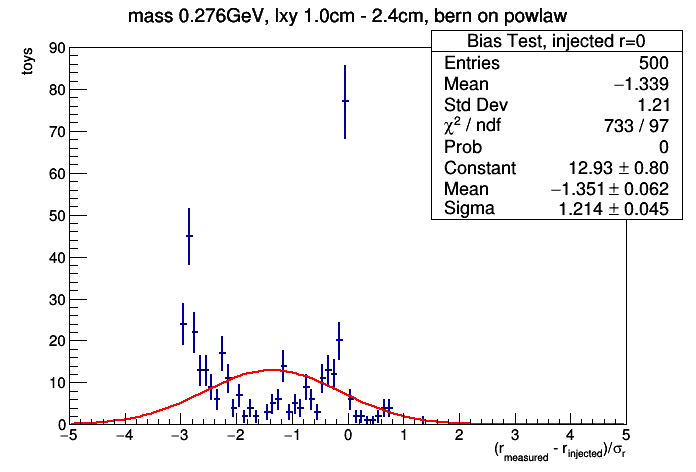 mass 0.276GeV, lxy 1.0cm - 2.4cm, bern on powlaw
Bias Test, injected r=0
Entries 500
Mean −1.339
Std Dev 1.21
χ² / ndf 733 / 97
Prob 0
Constant 12.93 ± 0.80
Mean −1.351 ± 0.062
Sigma 1.214 ± 0.045
toys
90
80
70
60
50
40
30
20
10
0
−5 −4 −3 −2 −1 0 1 2 3 4 5
(r_measured - r_injected)/σ_r